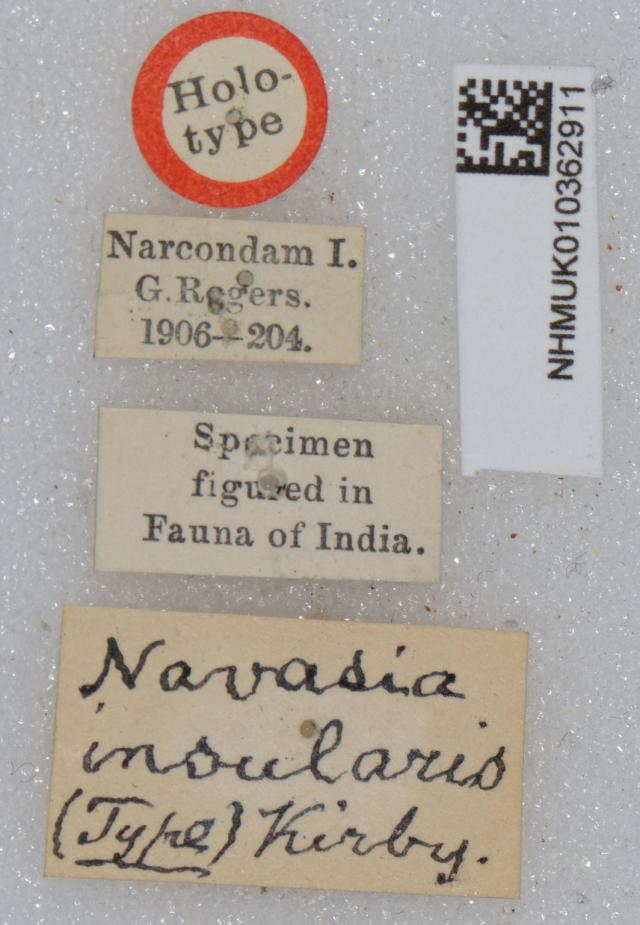 Holo-
type
NHMUK010362911
Narcondam I.
G. Rogers.
1906—204.
Specimen
figured in
Fauna of India.
Navasia
insularis
(Type) Kirby.